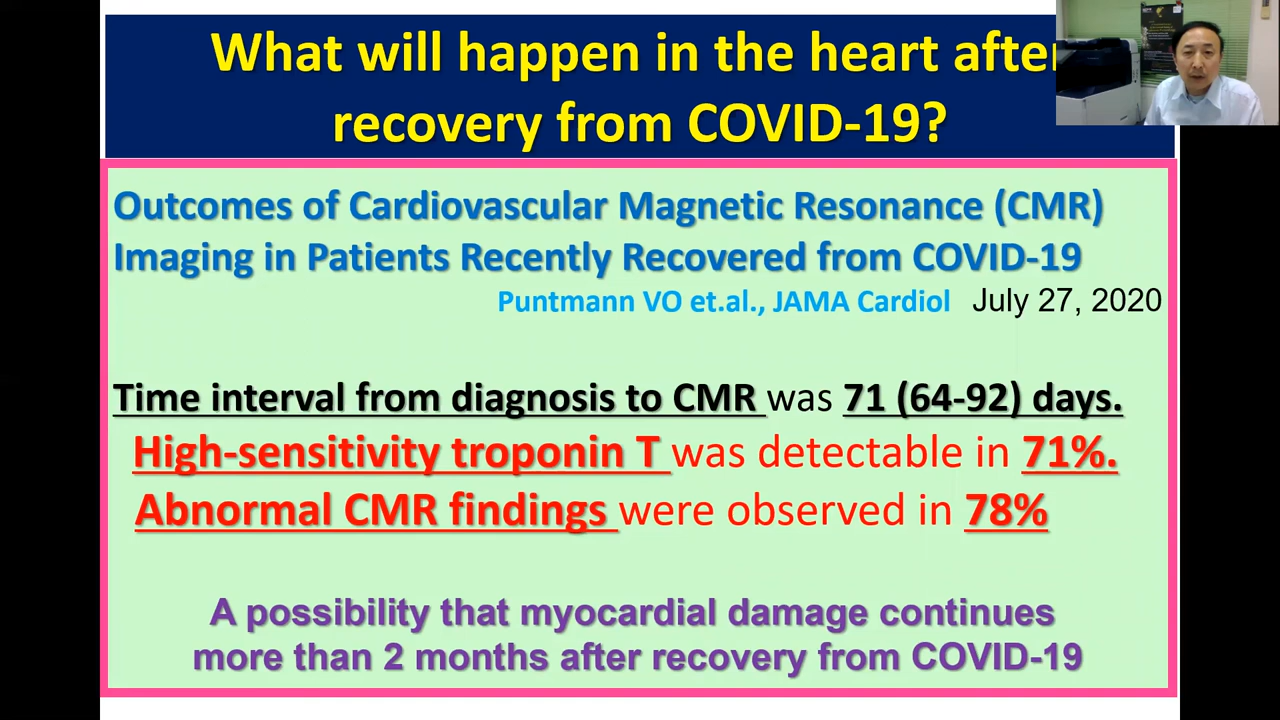 What will happen in the heart after
recovery from COVID-19?
Outcomes of Cardiovascular Magnetic Resonance (CMR)
Imaging in Patients Recently Recovered from COVID-19
Puntmann VO et.al., JAMA Cardiol July 27, 2020
Time interval from diagnosis to CMR was 71 (64-92) days.
High-sensitivity troponin T was detectable in 71%.
Abnormal CMR findings were observed in 78%
A possibility that myocardial damage continues
more than 2 months after recovery from COVID-19